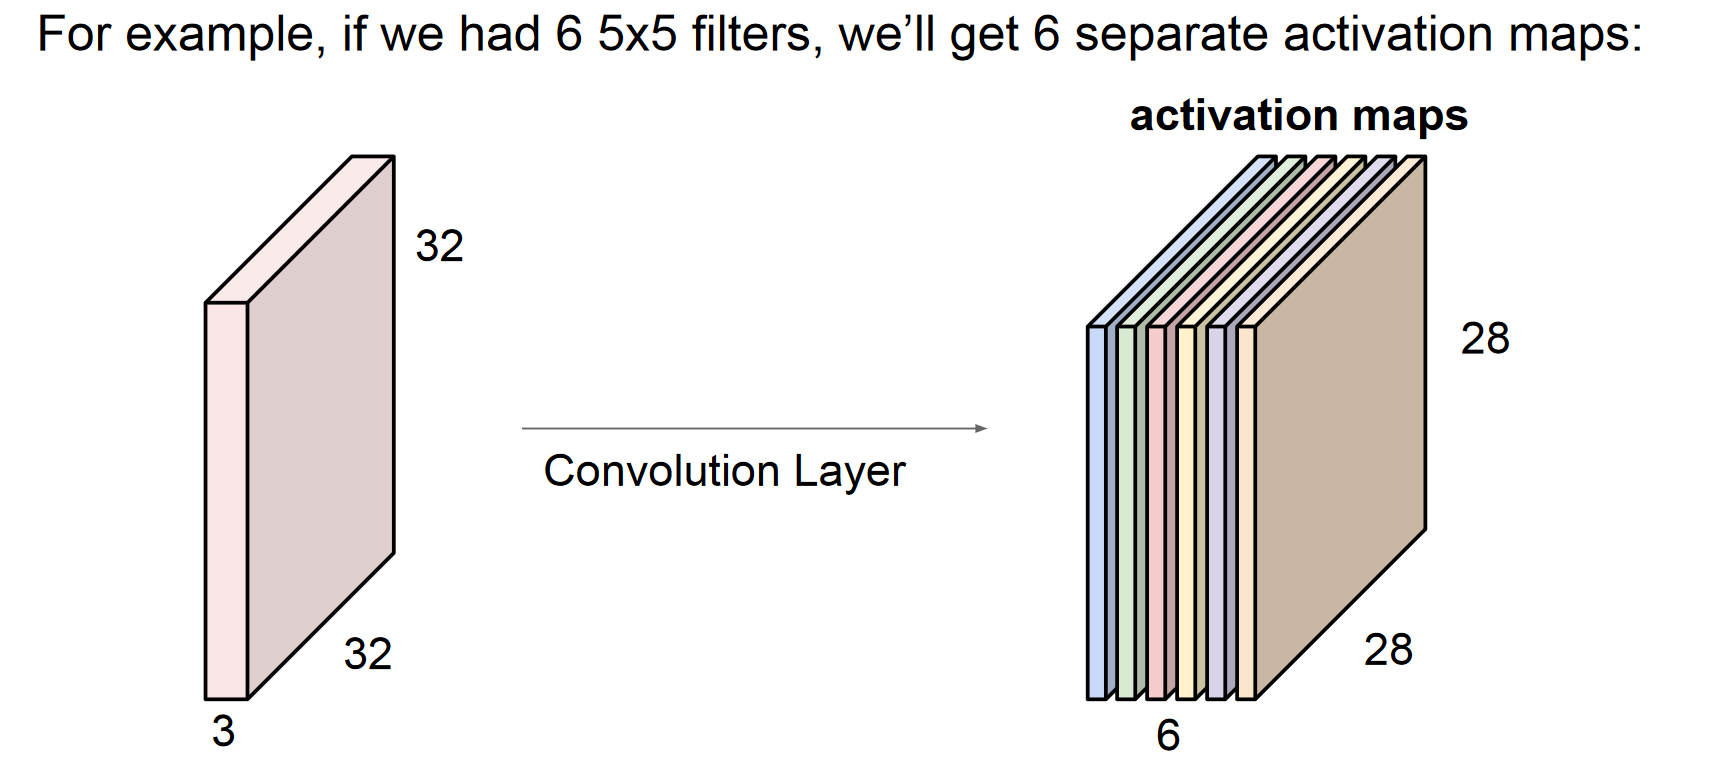 For example, if we had 6 5x5 filters, we’ll get 6 separate activation maps:
activation maps
32
28
Convolution Layer
32
28
3
6